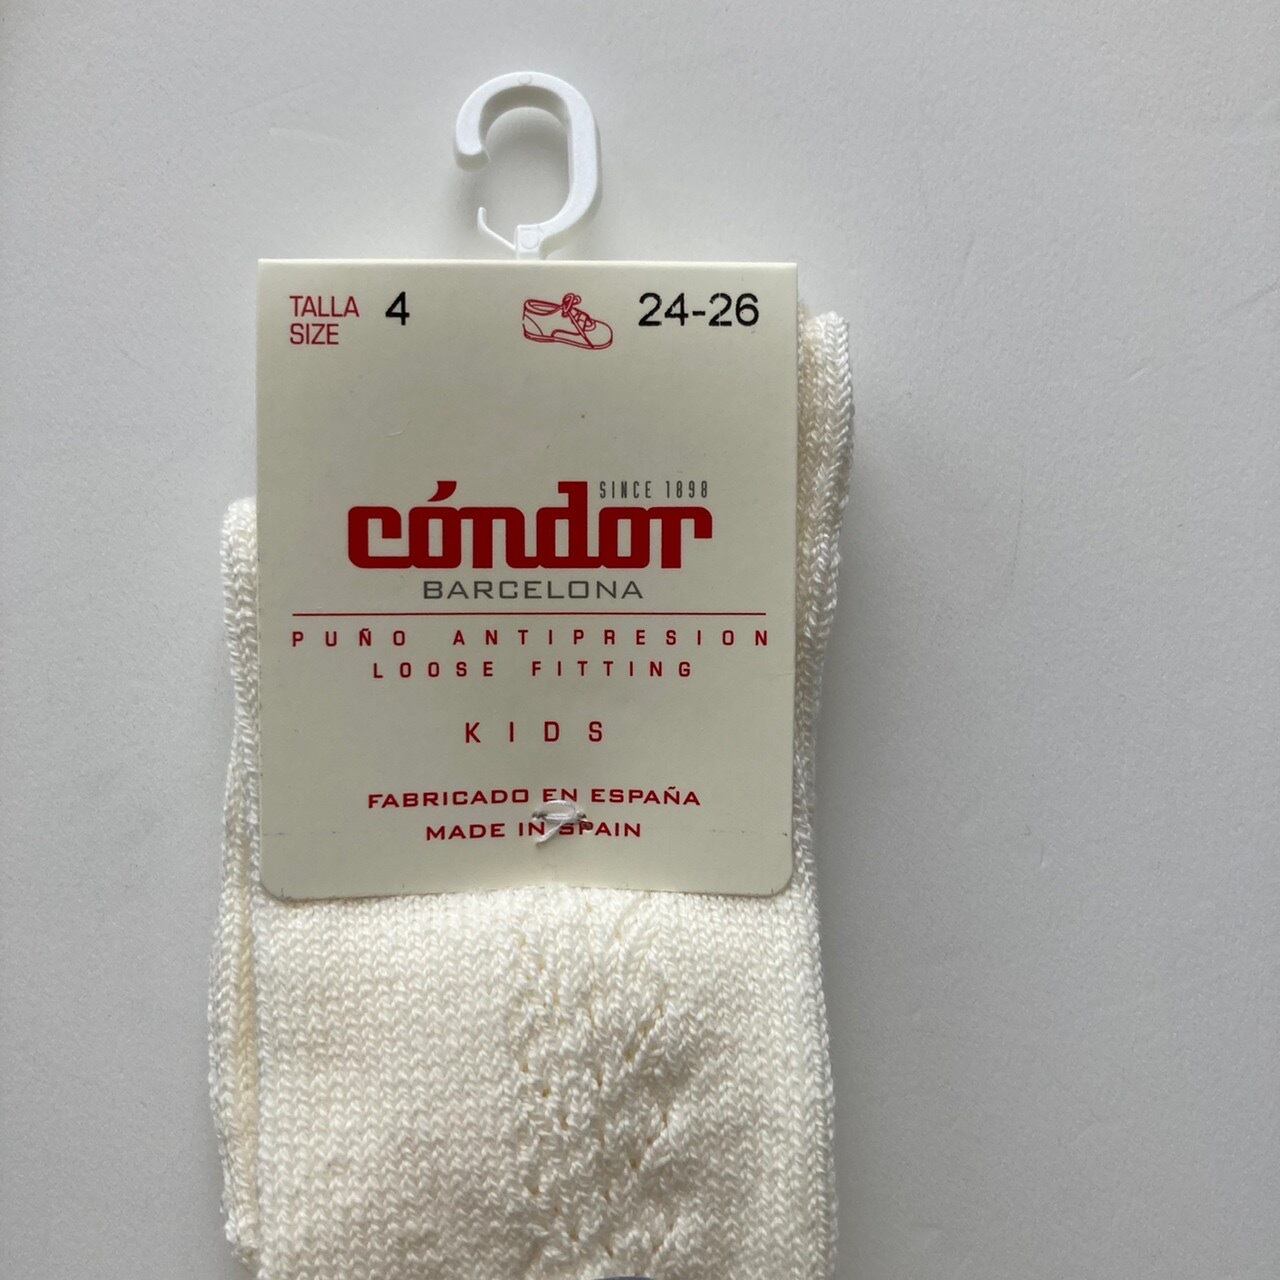 TALLA 4 24-26
SIZE
SINCE 1898
cóndor
BARCELONA
PUÑO ANTIPRESION
LOOSE FITTING
KIDS
FABRICADO EN ESPAÑA
MADE IN SPAIN